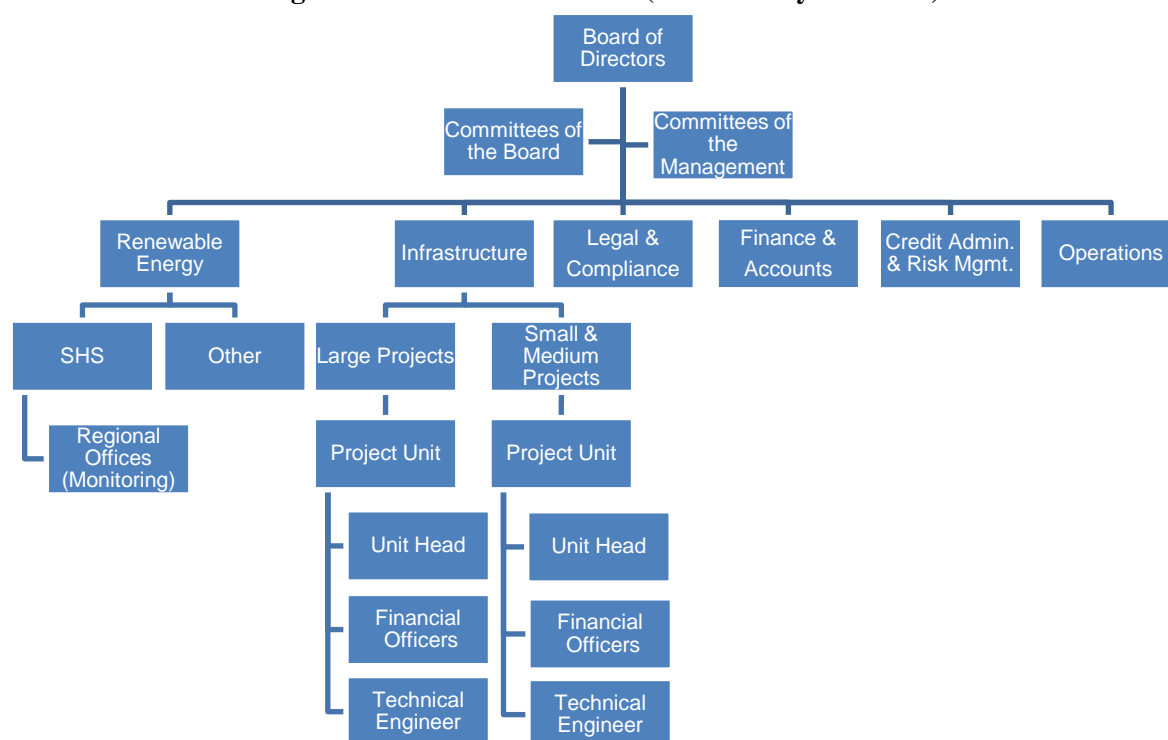 Board of
Directors
Committees of
the Board
Committees of
the
Management
Renewable
Energy
Infrastructure
Legal &
Compliance
Finance &
Accounts
Credit Admin.
& Risk Mgmt.
Operations
SHS
Other
Large Projects
Small &
Medium
Projects
Regional
Offices
(Monitoring)
Project Unit
Project Unit
Unit Head
Unit Head
Financial
Officers
Financial
Officers
Technical
Engineer
Technical
Engineer